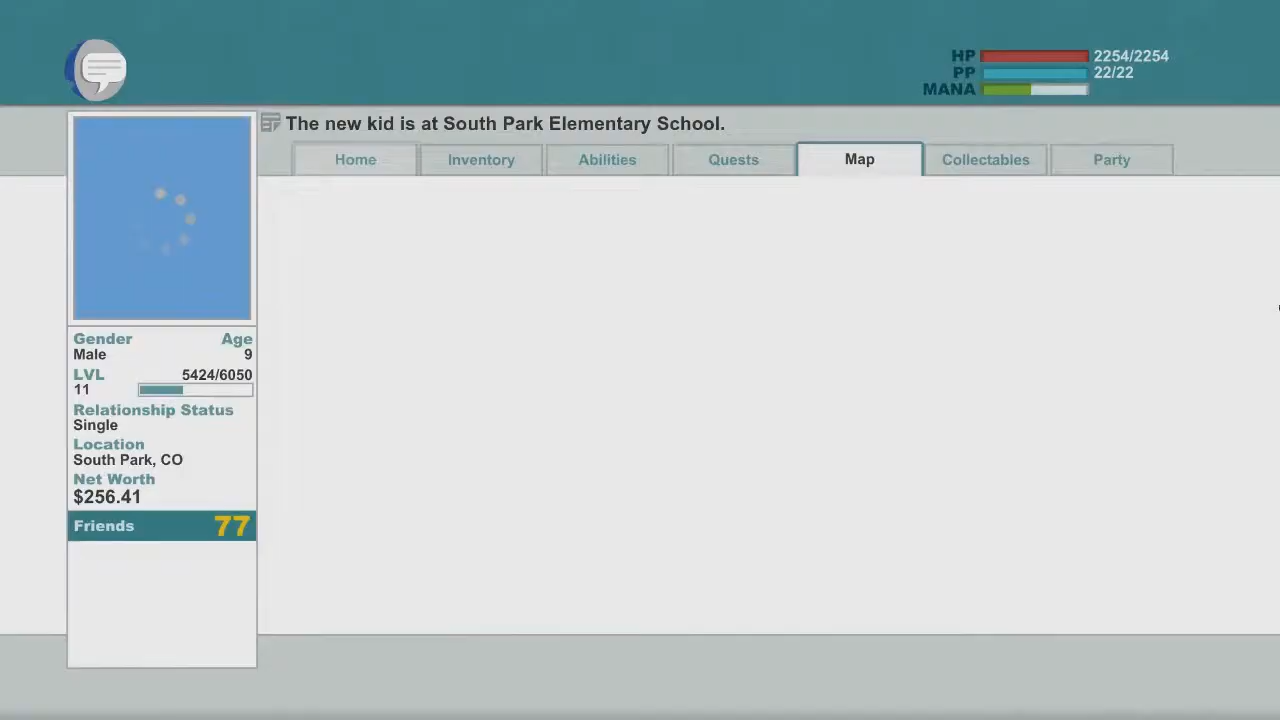 HP 2254/2254
PP 22/22
MANA
The new kid is at South Park Elementary School.
Home Inventory Abilities Quests Map Collectables Party
Gender Age
Male 9
LVL 5424/6050
11
Relationship Status
Single
Location
South Park, CO
Net Worth
$256.41
Friends 77